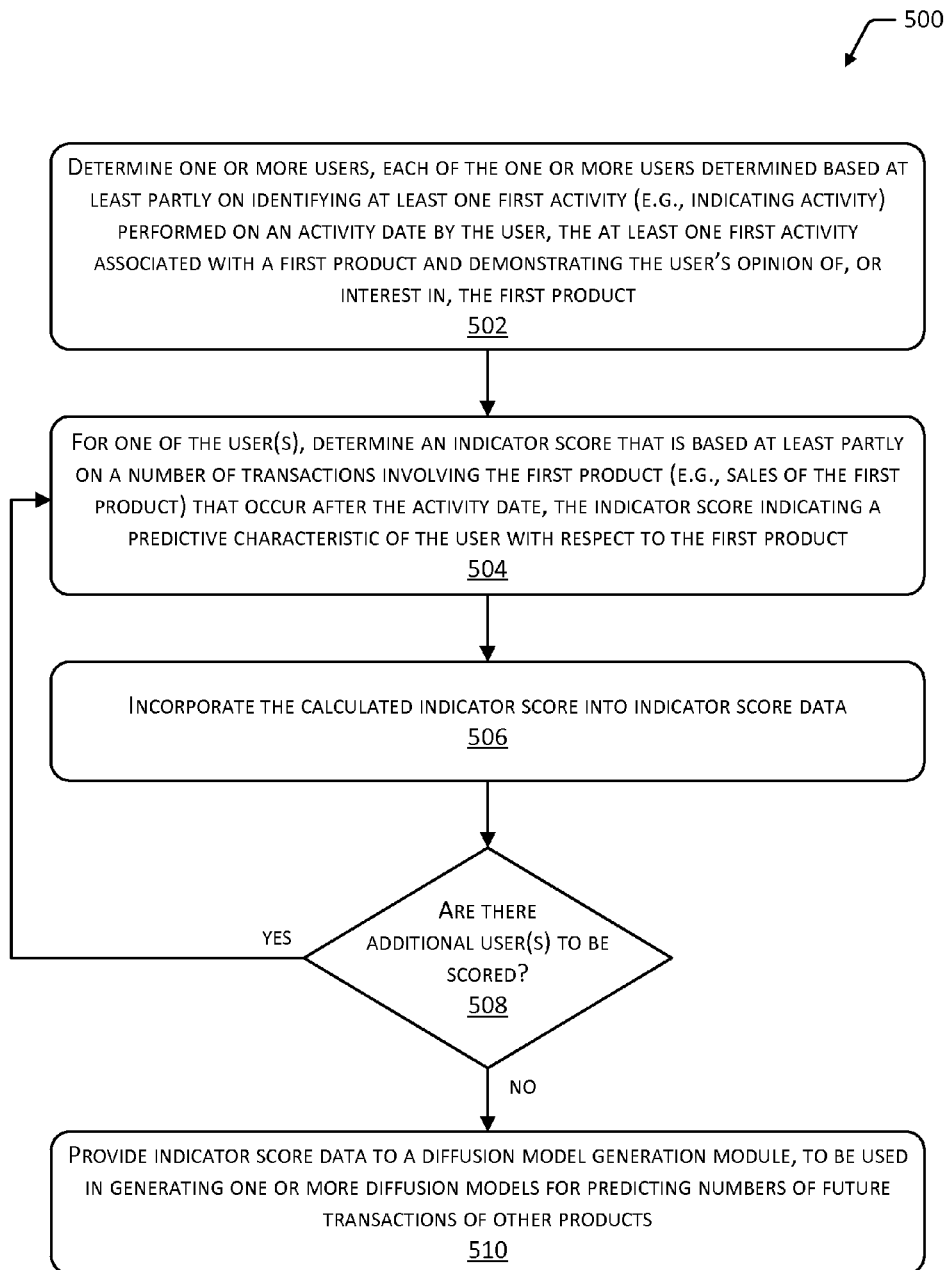 500
DETERMINE ONE OR MORE USERS, EACH OF THE ONE OR MORE USERS DETERMINED BASED AT
LEAST PARTLY ON IDENTIFYING AT LEAST ONE FIRST ACTIVITY (E.G., INDICATING ACTIVITY)
PERFORMED ON AN ACTIVITY DATE BY THE USER, THE AT LEAST ONE FIRST ACTIVITY
ASSOCIATED WITH A FIRST PRODUCT AND DEMONSTRATING THE USER'S OPINION OF, OR
INTEREST IN, THE FIRST PRODUCT
502
FOR ONE OF THE USER(S), DETERMINE AN INDICATOR SCORE THAT IS BASED AT LEAST PARTLY
ON A NUMBER OF TRANSACTIONS INVOLVING THE FIRST PRODUCT (E.G., SALES OF THE FIRST
PRODUCT) THAT OCCUR AFTER THE ACTIVITY DATE, THE INDICATOR SCORE INDICATING A
PREDICTIVE CHARACTERISTIC OF THE USER WITH RESPECT TO THE FIRST PRODUCT
504
INCORPORATE THE CALCULATED INDICATOR SCORE INTO INDICATOR SCORE DATA
506
ARE THERE
ADDITIONAL USER(S) TO BE
SCORED?
508
YES
NO
PROVIDE INDICATOR SCORE DATA TO A DIFFUSION MODEL GENERATION MODULE, TO BE USED
IN GENERATING ONE OR MORE DIFFUSION MODELS FOR PREDICTING NUMBERS OF FUTURE
TRANSACTIONS OF OTHER PRODUCTS
510